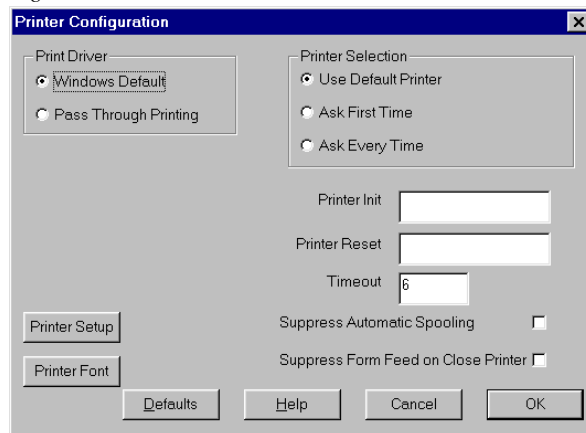 Printer Configuration
Print Driver
Windows Default
Pass Through Printing
Printer Selection
Use Default Printer
Ask First Time
Ask Every Time
Printer Init
Printer Reset
Timeout 6
Suppress Automatic Spooling
Suppress Form Feed on Close Printer
Printer Setup
Printer Font
Defaults Help Cancel OK